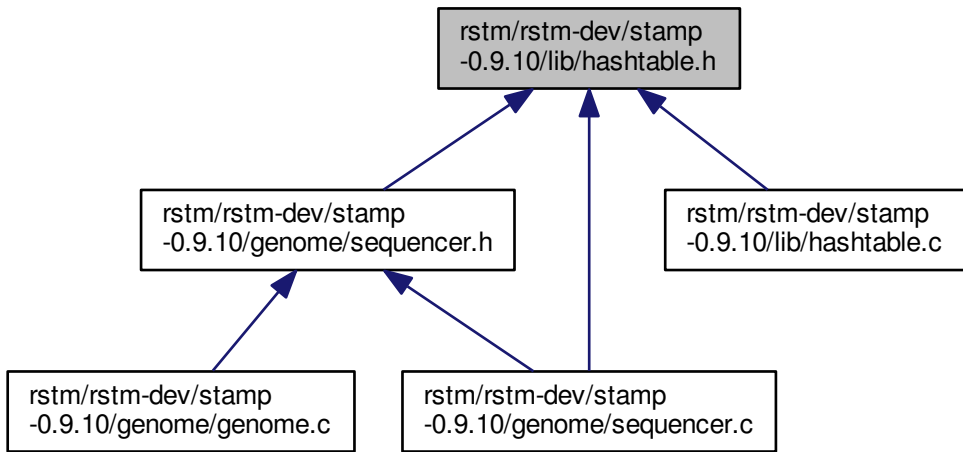 rstm/rstm-dev/stamp
-0.9.10/lib/hashtable.h
rstm/rstm-dev/stamp
-0.9.10/genome/sequencer.h
rstm/rstm-dev/stamp
-0.9.10/lib/hashtable.c
rstm/rstm-dev/stamp
-0.9.10/genome/genome.c
rstm/rstm-dev/stamp
-0.9.10/genome/sequencer.c